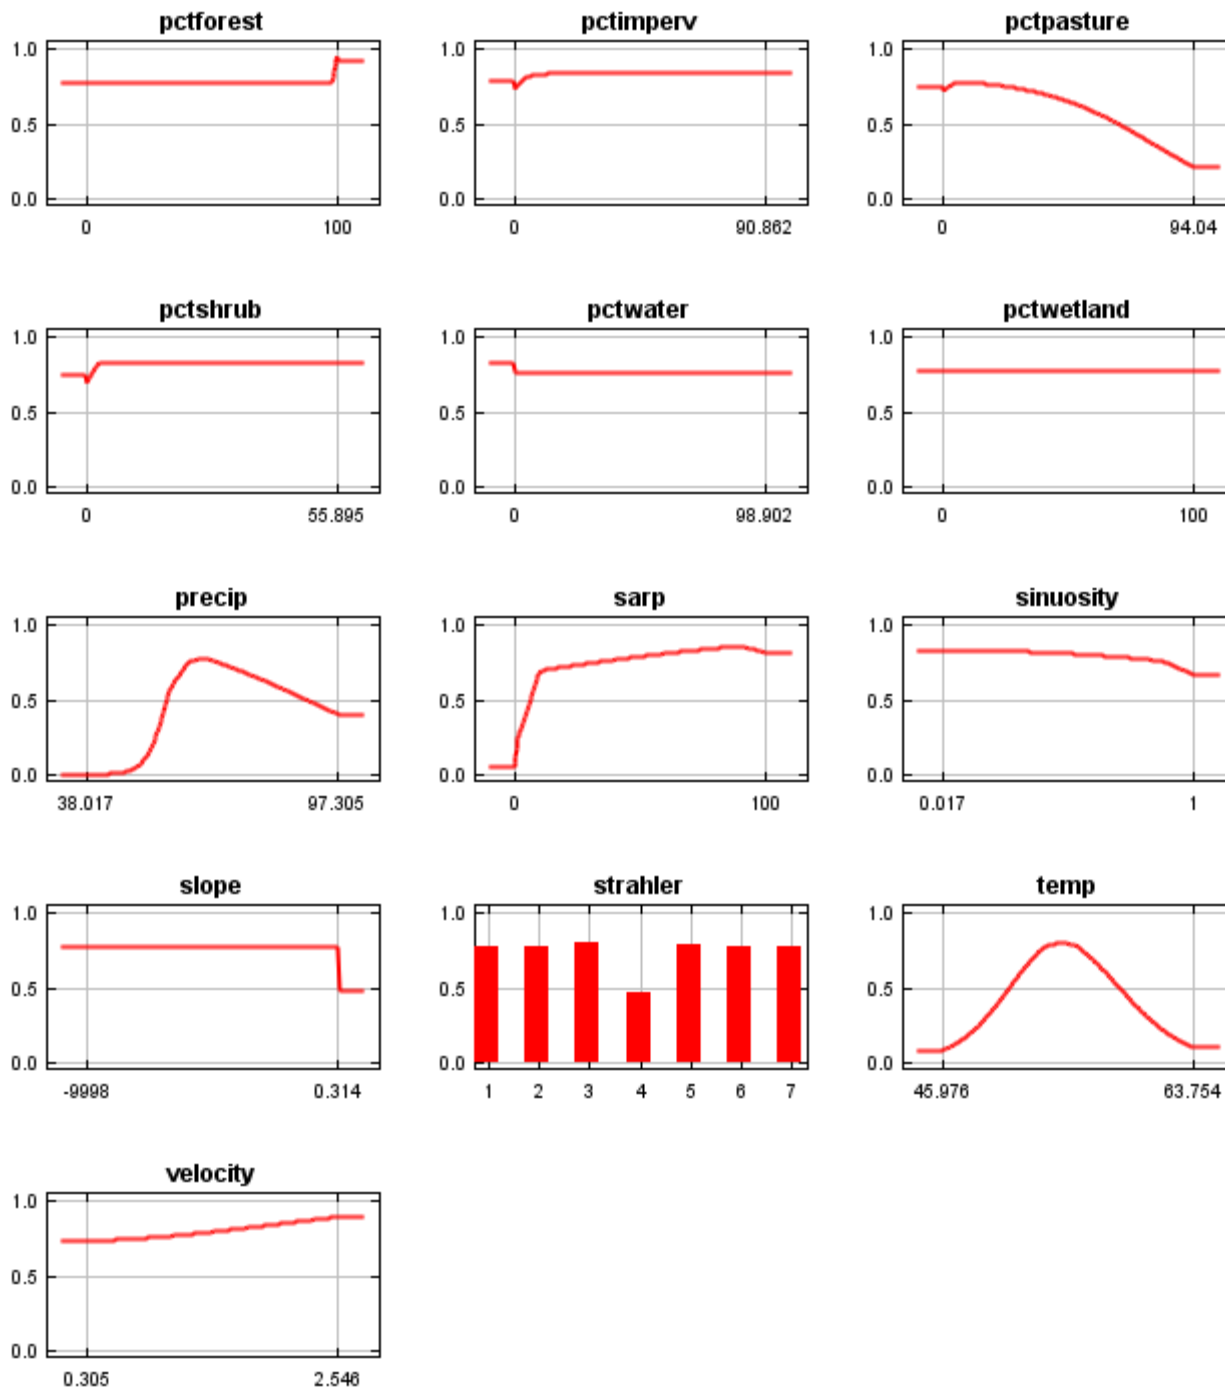 pctforest pctimperv pctpasture
1.0 1.0 1.0
0.5 0.5 0.5
0.0 0.0 0.0
0 100 0 90.862 0 94.04
pctshrub pctwater pctwetland
1.0 1.0 1.0
0.5 0.5 0.5
0.0 0.0 0.0
0 55.895 0 98.902 0 100
precip sarp sinuosity
1.0 1.0 1.0
0.5 0.5 0.5
0.0 0.0 0.0
38.017 97.305 0 100 0.017 1
slope strahler temp
1.0 1.0 1.0
0.5 0.5 0.5
0.0 0.0 0.0
-9998 0.314 1 2 3 4 5 6 7 45.976 63.754
velocity
1.0
0.5
0.0
0.305 2.546